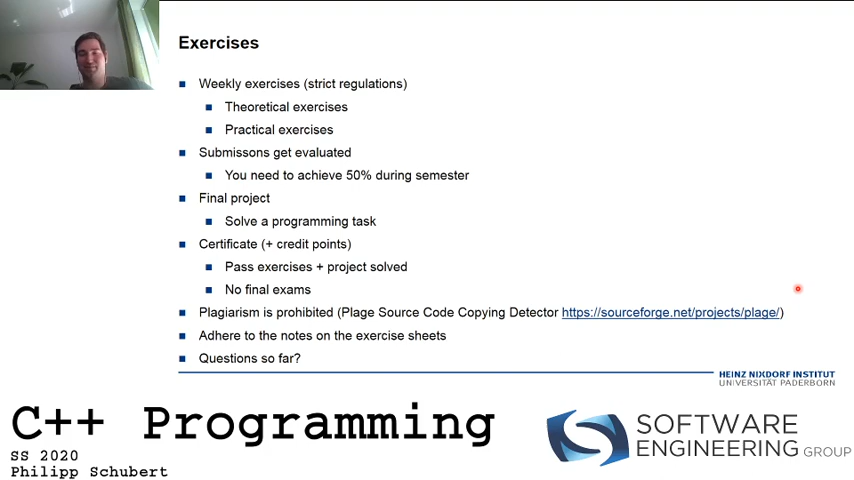 Exercises
Weekly exercises (strict regulations)
Theoretical exercises
Practical exercises
Submissons get evaluated
You need to achieve 50% during semester
Final project
Solve a programming task
Certificate (+ credit points)
Pass exercises + project solved
No final exams
Plagiarism is prohibited (Plage Source Code Copying Detector https://sourceforge.net/projects/plage/)
Adhere to the notes on the exercise sheets
Questions so far?
HEINZ NIXDORF INSTITUT
UNIVERSITÄT PADERBORN
C++ Programming
SS 2020
Philipp Schubert
SOFTWARE
ENGINEERING GROUP